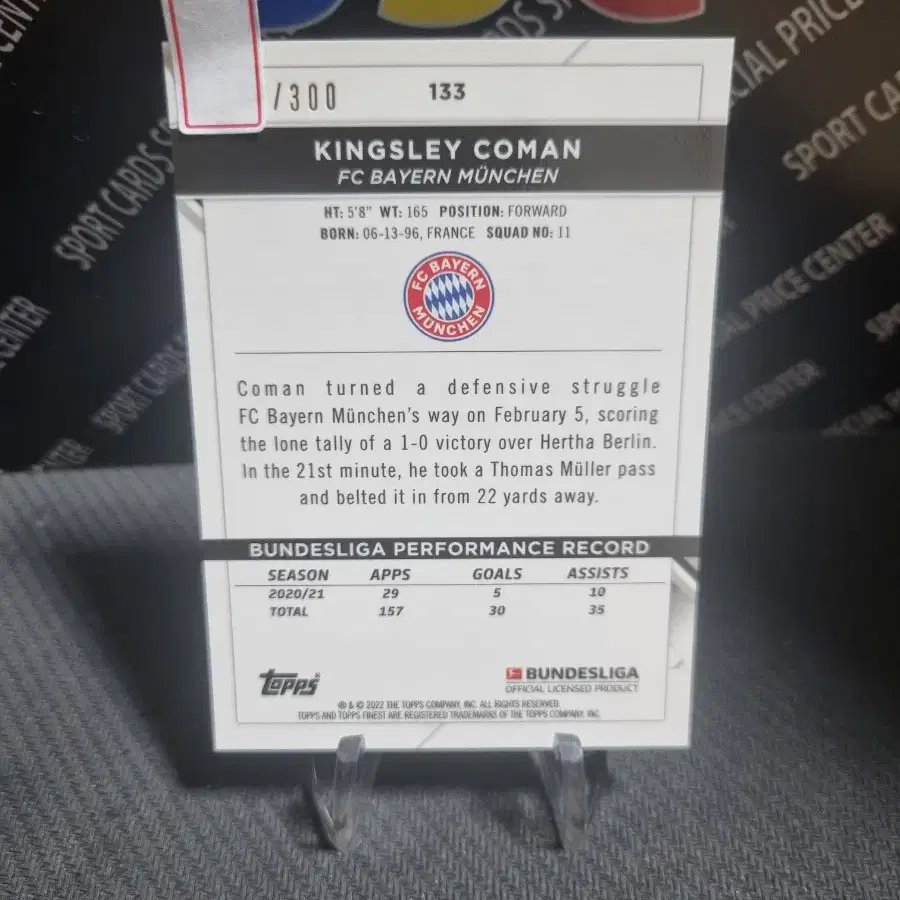 /300
133
KINGSLEY COMAN
FC BAYERN MÜNCHEN
HT: 5'8" WT: 165 POSITION: FORWARD
BORN: 06-13-96, FRANCE SQUAD NO: 11
FC BAYERN
MÜNCHEN
Coman turned a defensive struggle
FC Bayern München's way on February 5, scoring
the lone tally of a 1-0 victory over Hertha Berlin.
In the 21st minute, he took a Thomas Müller pass
and belted it in from 22 yards away.
BUNDESLIGA PERFORMANCE RECORD
SEASON APPS GOALS ASSISTS
2020/21 29 5 10
TOTAL 157 30 35
topps
BUNDESLIGA
OFFICIAL LICENSED PRODUCT
® & © 2022 THE TOPPS COMPANY, INC. ALL RIGHTS RESERVED.
TOPPS AND TOPPS FINEST ARE REGISTERED TRADEMARKS OF THE TOPPS COMPANY, INC.
SPORT CARDS
SPORT CA
PRICE CENTER
SPORT CARDS
CENTER